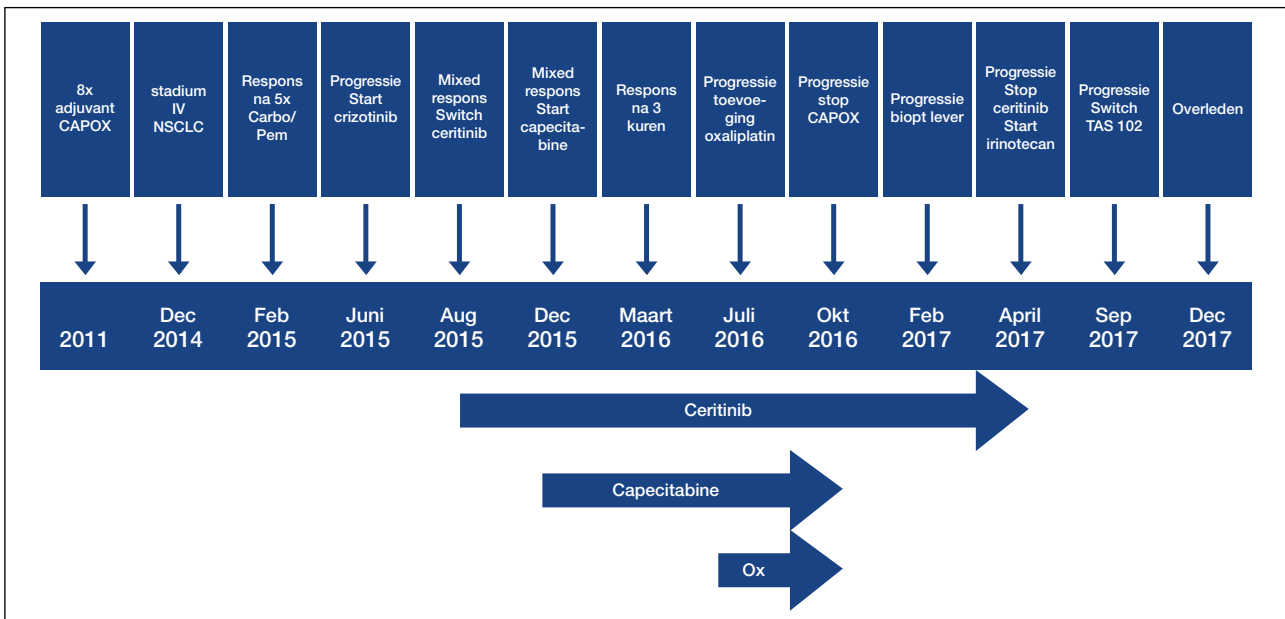 8x
adjuvant
CAPOX
stadium
IV
NSCLC
Respons
na 5x
Carbo/
Pem
Progressie
Start
crizotinib
Mixed
respons
Switch
ceritinib
Mixed
respons
Start
capecita-
bine
Respons
na 3
kuren
Progressie
toevoe-
ging
oxaliplatin
Progressie
stop
CAPOX
Progressie
biopt lever
Progressie
Stop
ceritinib
Start
irinotecan
Progressie
Switch
TAS 102
Overleden
2011
Dec
2014
Feb
2015
Juni
2015
Aug
2015
Dec
2015
Maart
2016
Juli
2016
Okt
2016
Feb
2017
April
2017
Sep
2017
Dec
2017
Ceritinib
Capecitabine
Ox